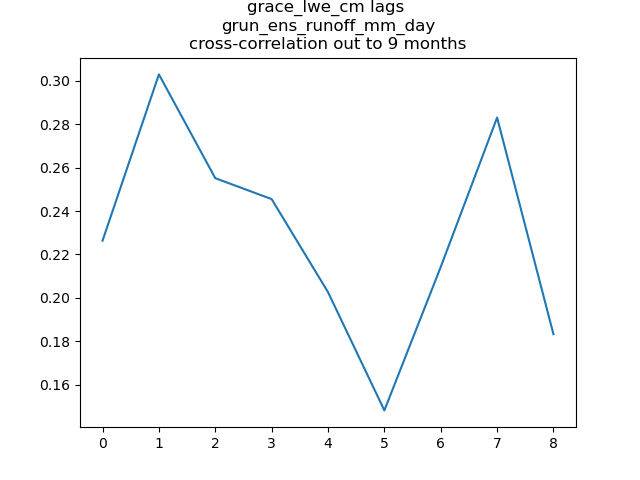 grace_lwe_cm lags
grun_ens_runoff_mm_day
cross-correlation out to 9 months
0.30
0.28
0.26
0.24
0.22
0.20
0.18
0.16
0 1 2 3 4 5 6 7 8